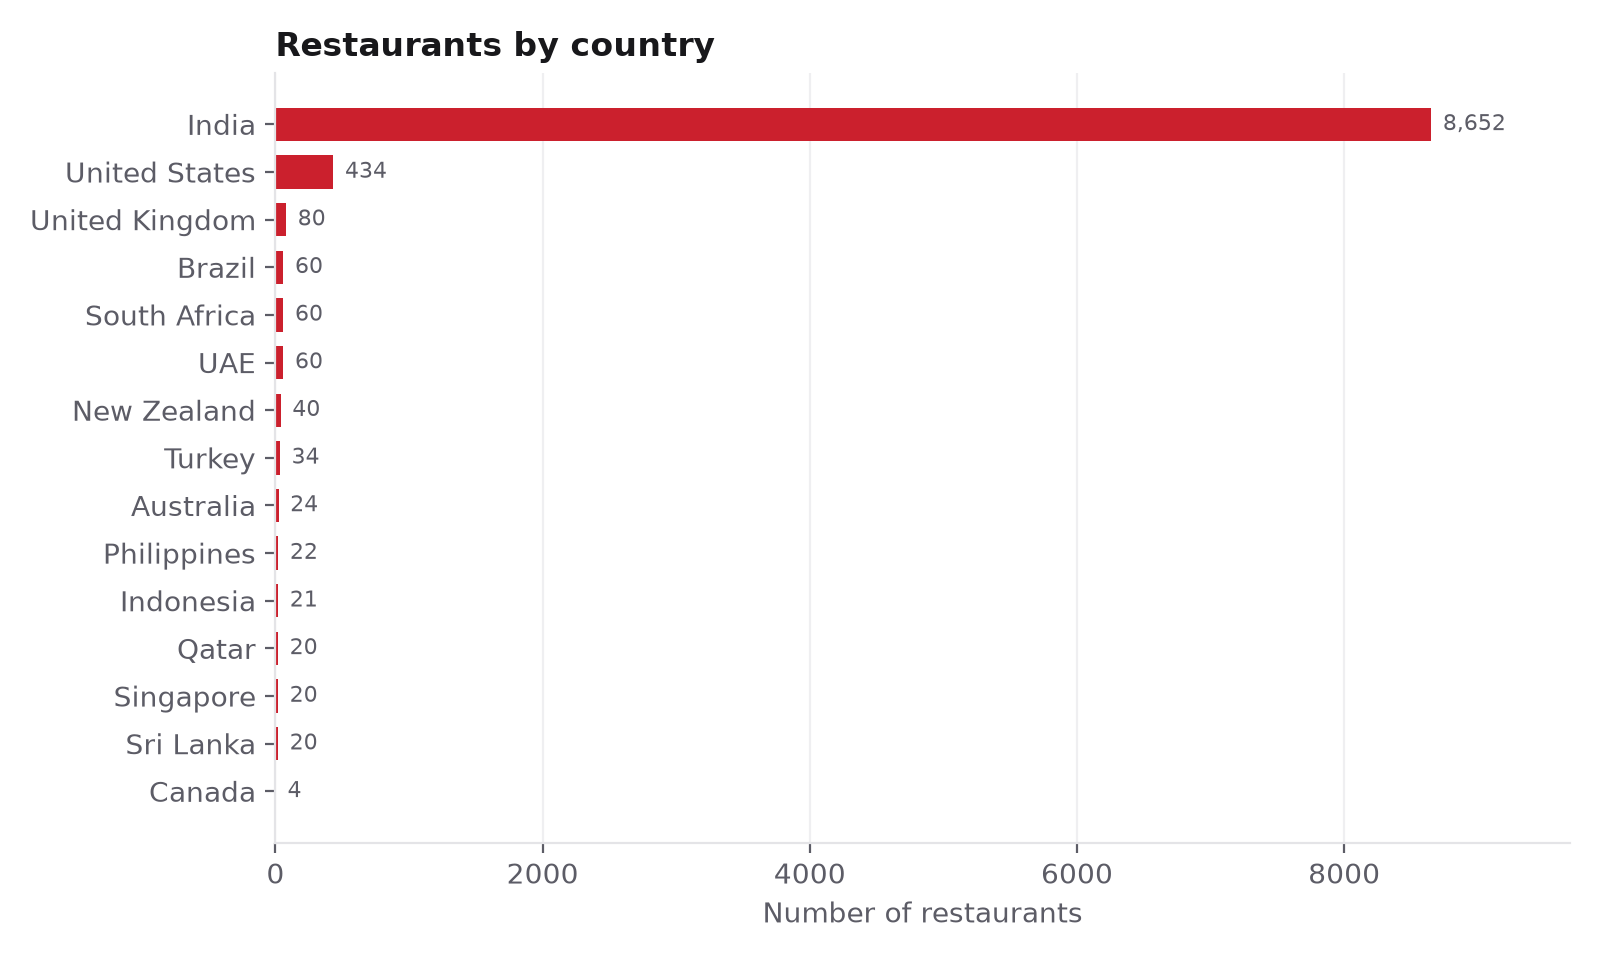 Restaurants by country
India 8,652
United States 434
United Kingdom 80
Brazil 60
South Africa 60
UAE 60
New Zealand 40
Turkey 34
Australia 24
Philippines 22
Indonesia 21
Qatar 20
Singapore 20
Sri Lanka 20
Canada 4
0 2000 4000 6000 8000
Number of restaurants